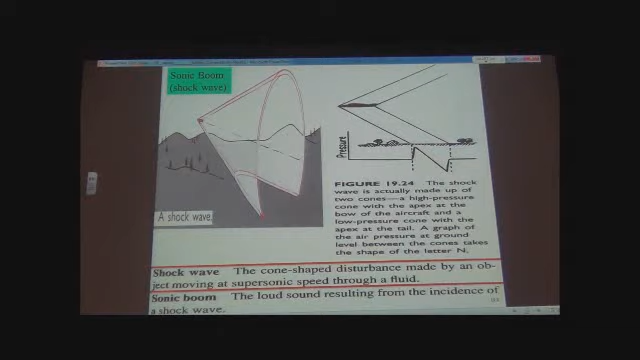 Sonic Boom
(shock wave)
Pressure
A shock wave.
FIGURE 19.24 The shock
wave is actually made up of
two cones—a high-pressure
cone with the apex at the
bow of the aircraft and a
low-pressure cone with the
apex at the tail. A graph of
the air pressure at ground
level between the cones takes
the shape of the letter N.
Shock wave The cone-shaped disturbance made by an ob-
ject moving at supersonic speed through a fluid.
Sonic boom The loud sound resulting from the incidence of
a shock wave.